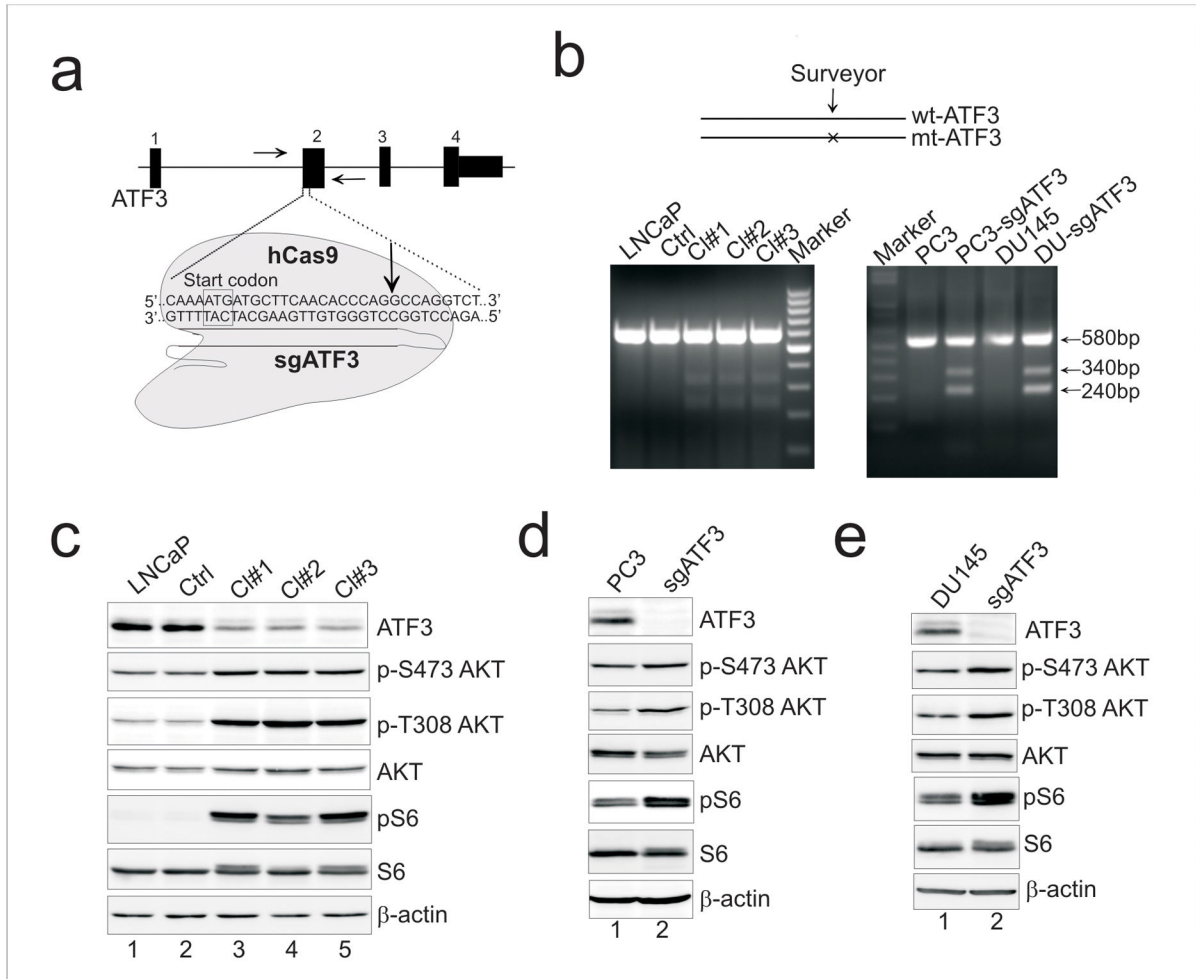 a
1
2
3
4
ATF3
hCas9
Start codon
5'..CAAAATGATGCTTCAACACCCAGGCCAGGTCT..3'
3'..GTTTTACTACGAAGTTGTGGGTCCGGTCCAGA..5'
sgATF3
b
Surveyor
wt-ATF3
mt-ATF3
LNCaP
Ctrl
Cl#1
Cl#2
Cl#3
Marker
Marker
PC3
PC3-sgATF3
DU145
DU-sgATF3
580bp
340bp
240bp
c
LNCaP
Ctrl
Cl#1
Cl#2
Cl#3
ATF3
p-S473 AKT
p-T308 AKT
AKT
pS6
S6
β-actin
1 2 3 4 5
d
PC3
sgATF3
ATF3
p-S473 AKT
p-T308 AKT
AKT
pS6
S6
β-actin
1 2
e
DU145
sgATF3
ATF3
p-S473 AKT
p-T308 AKT
AKT
pS6
S6
β-actin
1 2